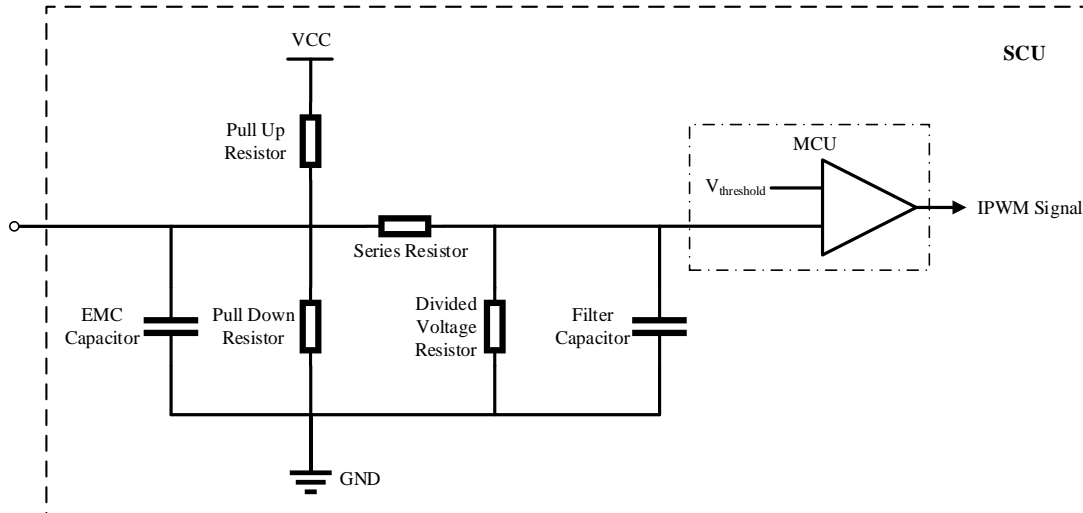 VCC
SCU
Pull Up
Resistor
MCU
Vthreshold
IPWM Signal
Series Resistor
EMC
Capacitor
Pull Down
Resistor
Divided
Voltage
Resistor
Filter
Capacitor
GND